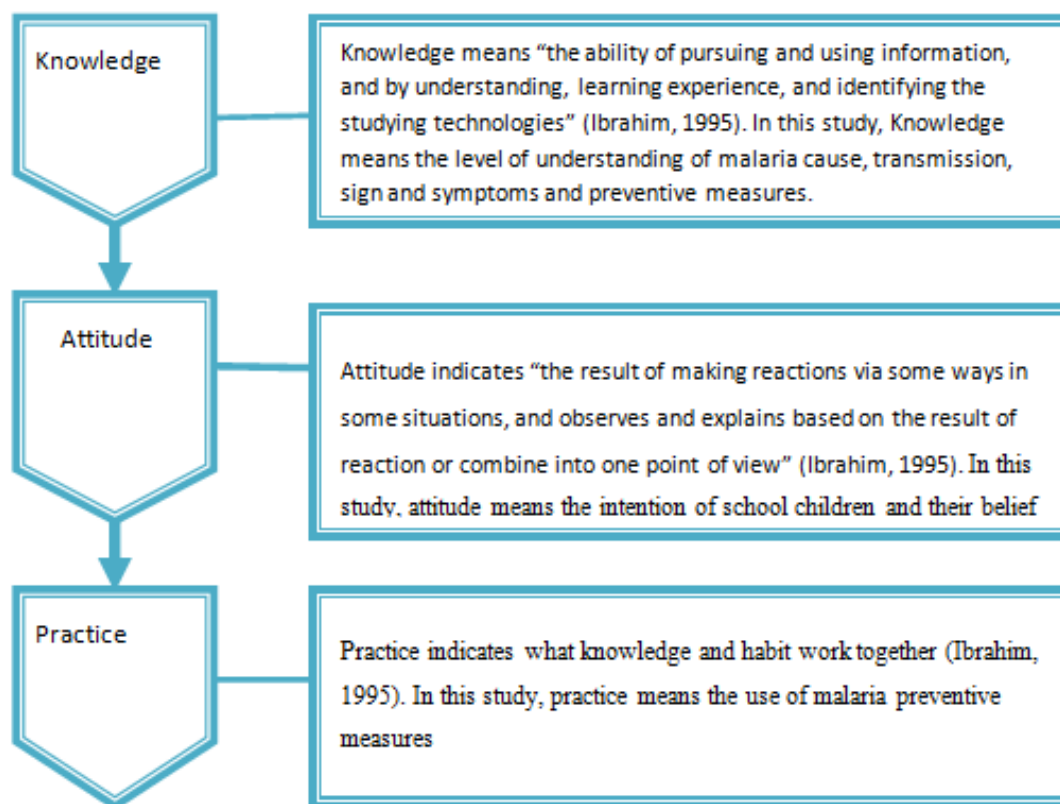 Knowledge
Knowledge means “the ability of pursuing and using information,
and by understanding, learning experience, and identifying the
studying technologies” (Ibrahim, 1995). In this study, Knowledge
means the level of understanding of malaria cause, transmission,
sign and symptoms and preventive measures.
Attitude
Attitude indicates “the result of making reactions via some ways in
some situations, and observes and explains based on the result of
reaction or combine into one point of view” (Ibrahim, 1995). In this
study, attitude means the intention of school children and their belief
Practice
Practice indicates what knowledge and habit work together (Ibrahim,
1995). In this study, practice means the use of malaria preventive
measures